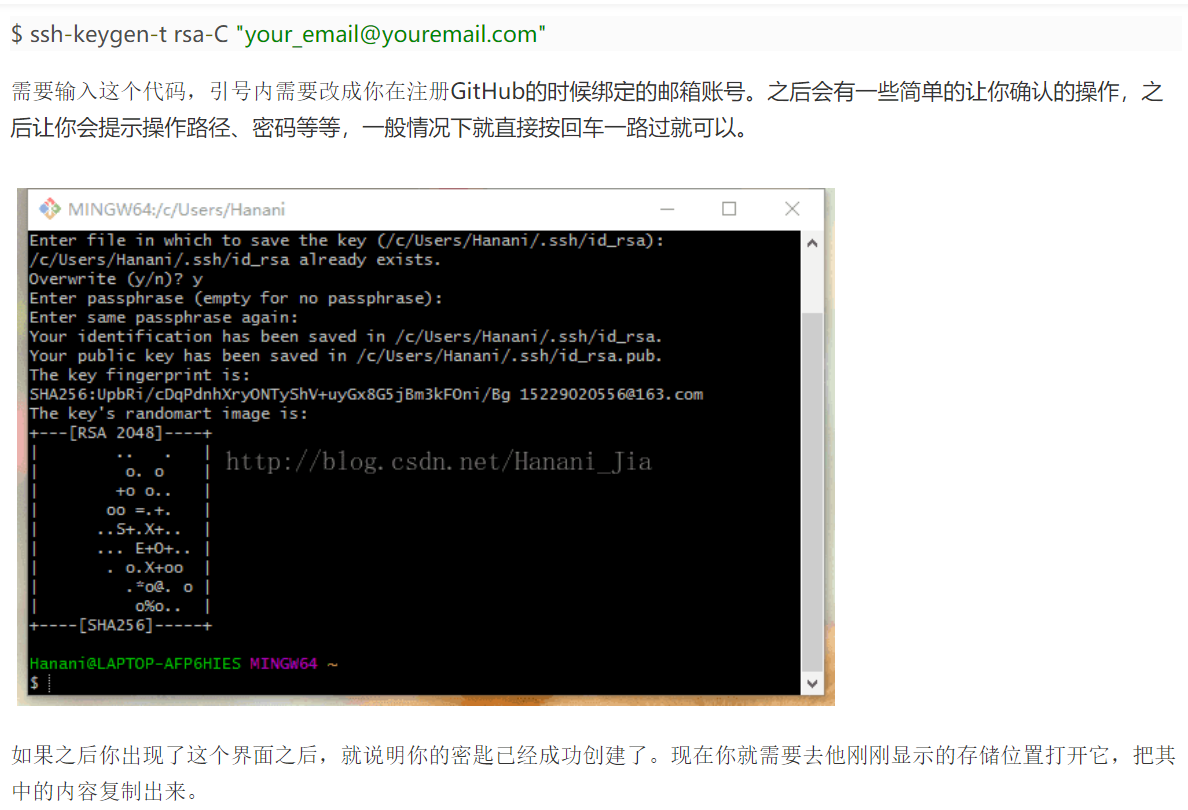 $ ssh-keygen-t rsa-C "your_email@youremail.com"
需要输入这个代码，引号内需要改成你在注册GitHub的时候绑定的邮箱账号。之后会有一些简单的让你确认的操作，之
后让你会提示操作路径、密码等等，一般情况下就直接按回车一路过就可以。
MINGW64:/c/Users/Hanani
Enter file in which to save the key (/c/Users/Hanani/.ssh/id_rsa):
/c/Users/Hanani/.ssh/id_rsa already exists.
Overwrite (y/n)? y
Enter passphrase (empty for no passphrase):
Enter same passphrase again:
Your identification has been saved in /c/Users/Hanani/.ssh/id_rsa.
Your public key has been saved in /c/Users/Hanani/.ssh/id_rsa.pub.
The key fingerprint is:
SHA256:UpbRi/cDqPdnhXryONTyShV+uyGx8G5jBm3kFOni/Bg 15229020556@163.com
The key's randomart image is:
+---[RSA 2048]----+
|         ..   .    |
|          o. o     |
|         +o o..    |
|        oo =.+.    |
|       ..S+.X+..   |
|       ... E+O+.. |
|        . o.X+oo   |
|          .*o@. o |
|           o%o..   |
+----[SHA256]-----+
http://blog.csdn.net/Hanani_Jia
Hanani@LAPTOP-AFP6HIES MINGW64 ~
$
如果之后你出现了这个界面之后，就说明你的密匙已经成功创建了。现在你就需要去他刚刚显示的存储位置打开它，把其
中的内容复制出来。